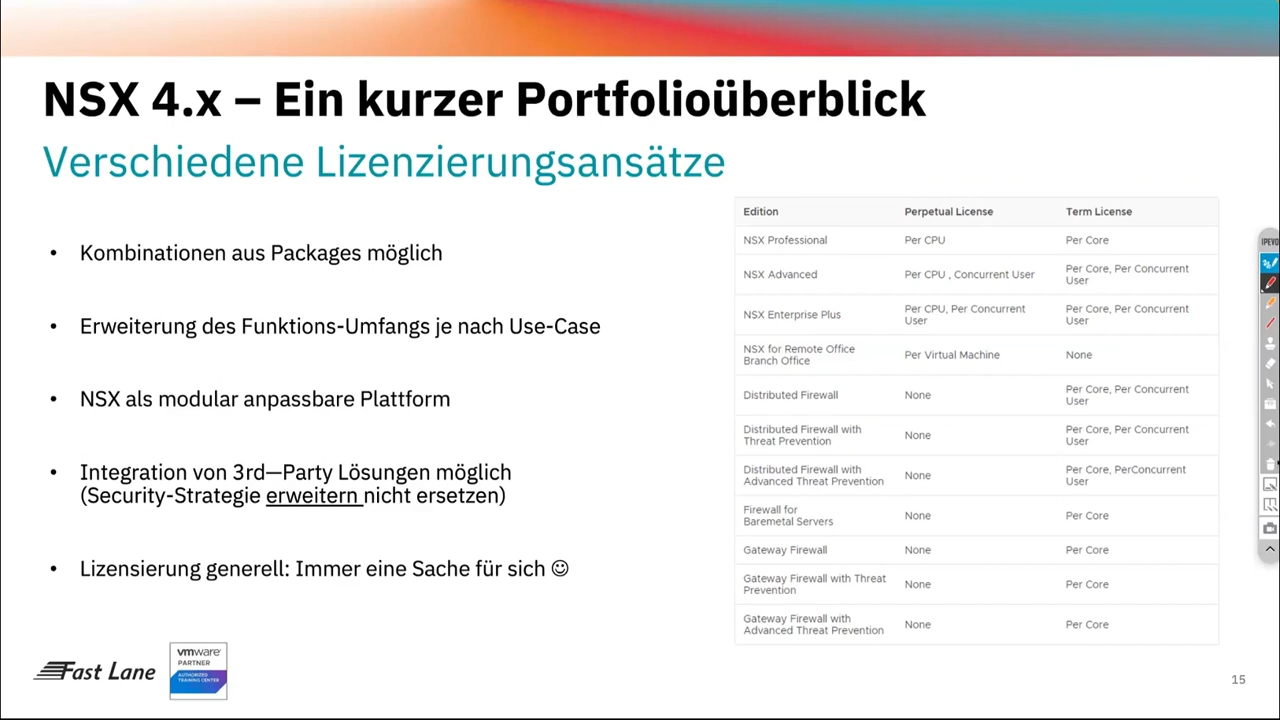 NSX 4.x – Ein kurzer Portfolioüberblick
Verschiedene Lizenzierungsansätze
• Kombinationen aus Packages möglich
• Erweiterung des Funktions-Umfangs je nach Use-Case
• NSX als modular anpassbare Plattform
• Integration von 3rd—Party Lösungen möglich
(Security-Strategie erweitern nicht ersetzen)
• Lizensierung generell: Immer eine Sache für sich ☺
Edition Perpetual License Term License
NSX Professional Per CPU Per Core
NSX Advanced Per CPU , Concurrent User Per Core, Per Concurrent
User
NSX Enterprise Plus Per CPU, Per Concurrent
User Per Core, Per Concurrent
User
NSX for Remote Office
Branch Office Per Virtual Machine None
Distributed Firewall None Per Core, Per Concurrent
User
Distributed Firewall with
Threat Prevention None Per Core, Per Concurrent
User
Distributed Firewall with
Advanced Threat Prevention None Per Core, PerConcurrent
User
Firewall for
Baremetal Servers None Per Core
Gateway Firewall None Per Core
Gateway Firewall with Threat
Prevention None Per Core
Gateway Firewall with
Advanced Threat Prevention None Per Core
IPEVO
Fast Lane
vmware
PARTNER
AUTHORIZED
TRAINING CENTER
15